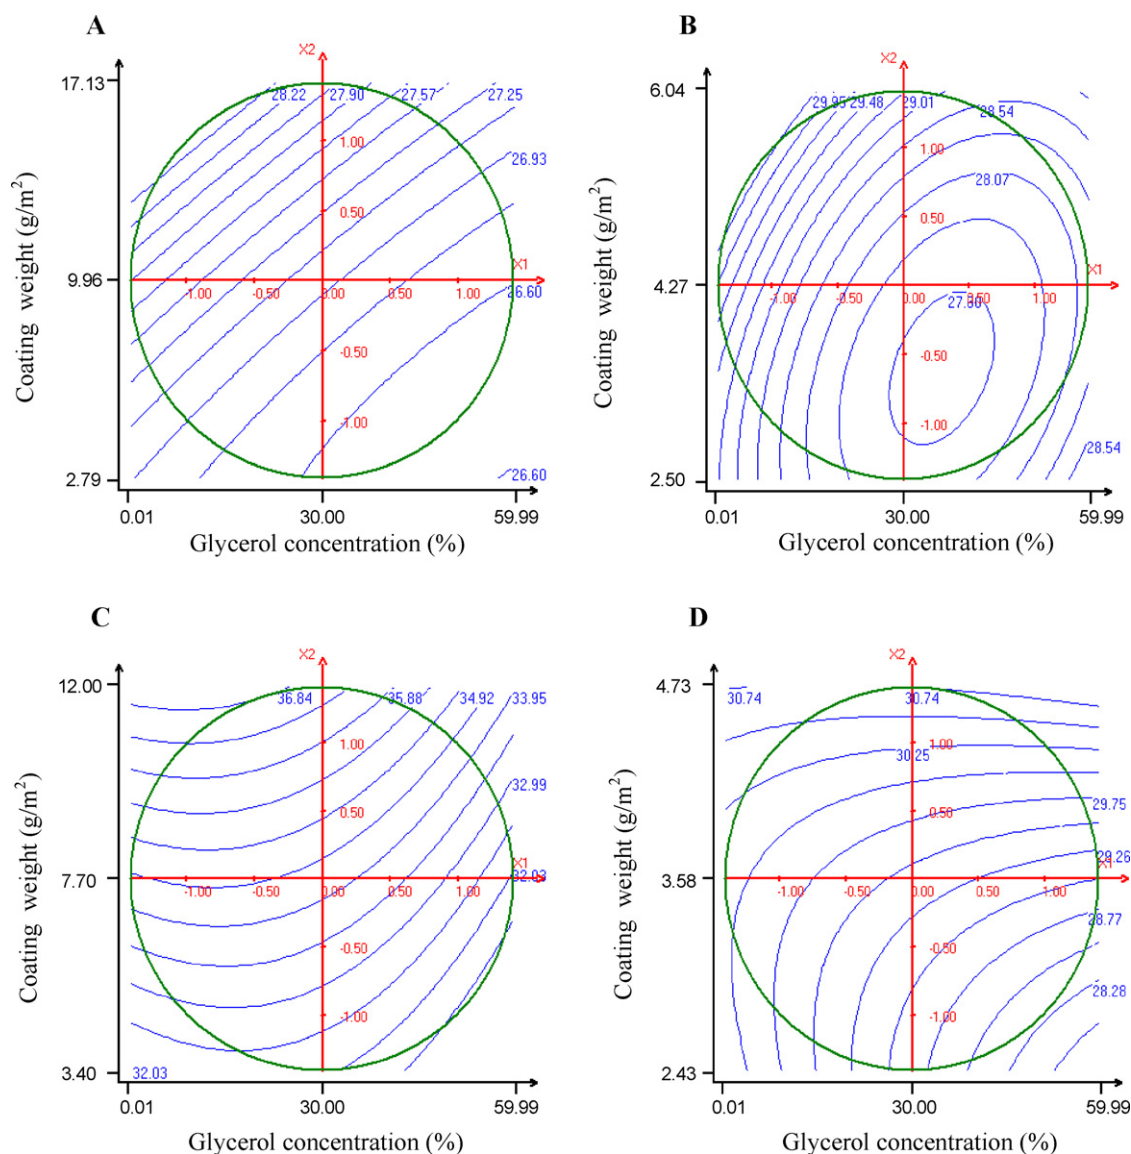 A
X2
17.13
28.22 27.90 27.57 27.25
1.00
26.93
0.50
X1
9.96
-1.00 -0.50 0.00 0.50 1.00
26.60
-0.50
-1.00
2.79
26.60
0.01 30.00 59.99
Coating weight (g/m²)
Glycerol concentration (%)
B
X2
6.04
29.95 29.48 29.01
28.54
1.00
28.07
0.50
X1
4.27
-1.00 -0.50 0.00 0.50 1.00
27.60
-0.50
-1.00
28.54
2.50
0.01 30.00 59.99
Coating weight (g/m²)
Glycerol concentration (%)
C
X2
12.00
36.84 35.88 34.92 33.95
1.00
32.99
0.50
X1
7.70
32.03
-1.00 -0.50 0.00 0.50 1.00
-0.50
-1.00
3.40
32.03
0.01 30.00 59.99
Coating weight (g/m²)
Glycerol concentration (%)
D
X2
4.73
30.74 30.74
1.00
30.25
29.75
0.50
29.26
X1
3.58
-1.00 -0.50 0.00 0.50 1.00
28.77
-0.50
28.28
-1.00
2.43
0.01 30.00 59.99
Coating weight (g/m²)
Glycerol concentration (%)